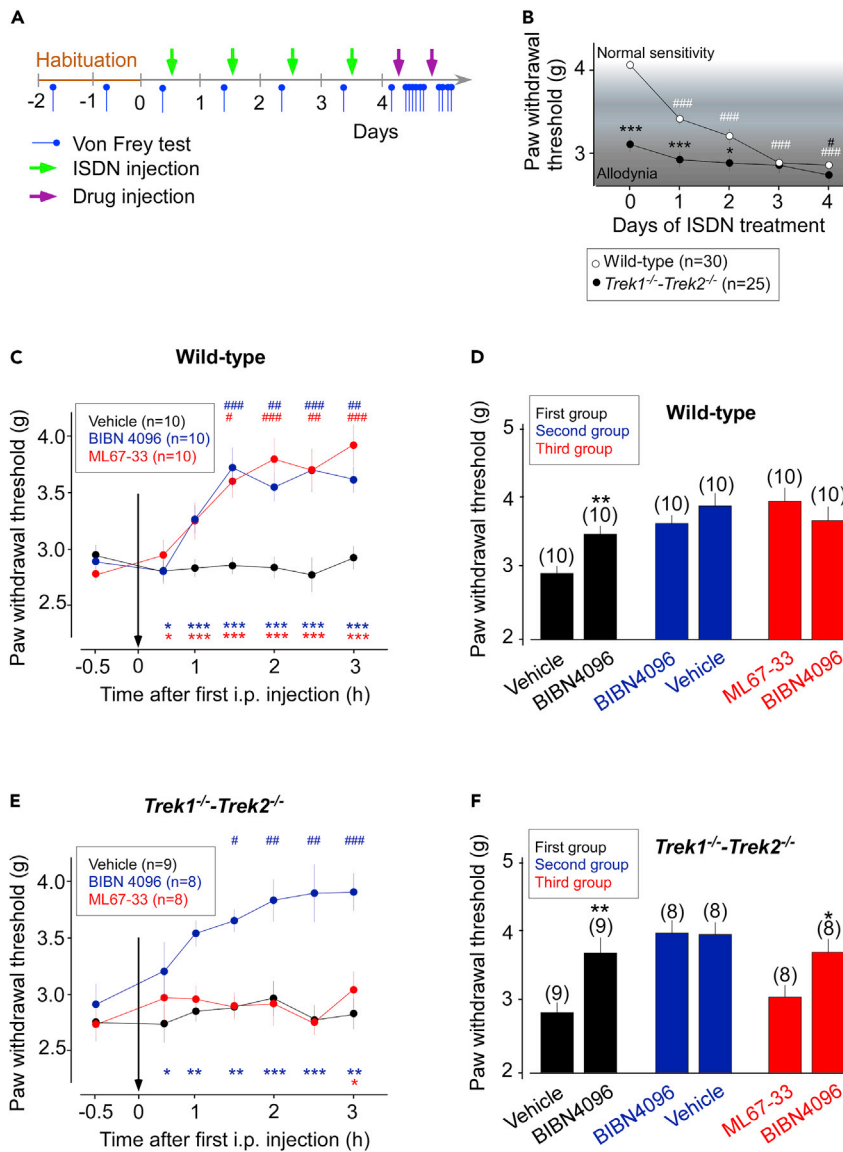 A
Habituation
-2 -1 0 1 2 3 4
Days
Von Frey test
ISDN injection
Drug injection
B
Paw withdrawal
threshold (g)
Normal sensitivity
4
3
###
###
###
#
###
***
***
*
Allodynia
0 1 2 3 4
Days of ISDN treatment
Wild-type (n=30)
Trek1-/--Trek2-/- (n=25)
C
Wild-type
Paw withdrawal threshold (g)
Vehicle (n=10)
BIBN 4096 (n=10)
ML67-33 (n=10)
### ## ### ##
# ### ## ###
4.0
3.5
3.0
2.5
* *** *** *** *** ***
* *** *** *** *** ***
-0.5 0 1 2 3
Time after first i.p. injection (h)
D
Wild-type
Paw withdrawal threshold (g)
First group
Second group
Third group
5
4
3
2
**
(10) (10) (10) (10) (10) (10)
Vehicle
BIBN4096
BIBN4096
Vehicle
ML67-33
BIBN4096
E
Trek1-/--Trek2-/-
Paw withdrawal threshold (g)
Vehicle (n=9)
BIBN 4096 (n=8)
ML67-33 (n=8)
# ## ## ###
4.0
3.5
3.0
2.5
* ** ** *** *** **
*
-0.5 0 1 2 3
Time after first i.p. injection (h)
F
Trek1-/--Trek2-/-
Paw withdrawal threshold (g)
First group
Second group
Third group
5
4
3
2
** *
(9) (9) (8) (8) (8) (8)
Vehicle
BIBN4096
BIBN4096
Vehicle
ML67-33
BIBN4096